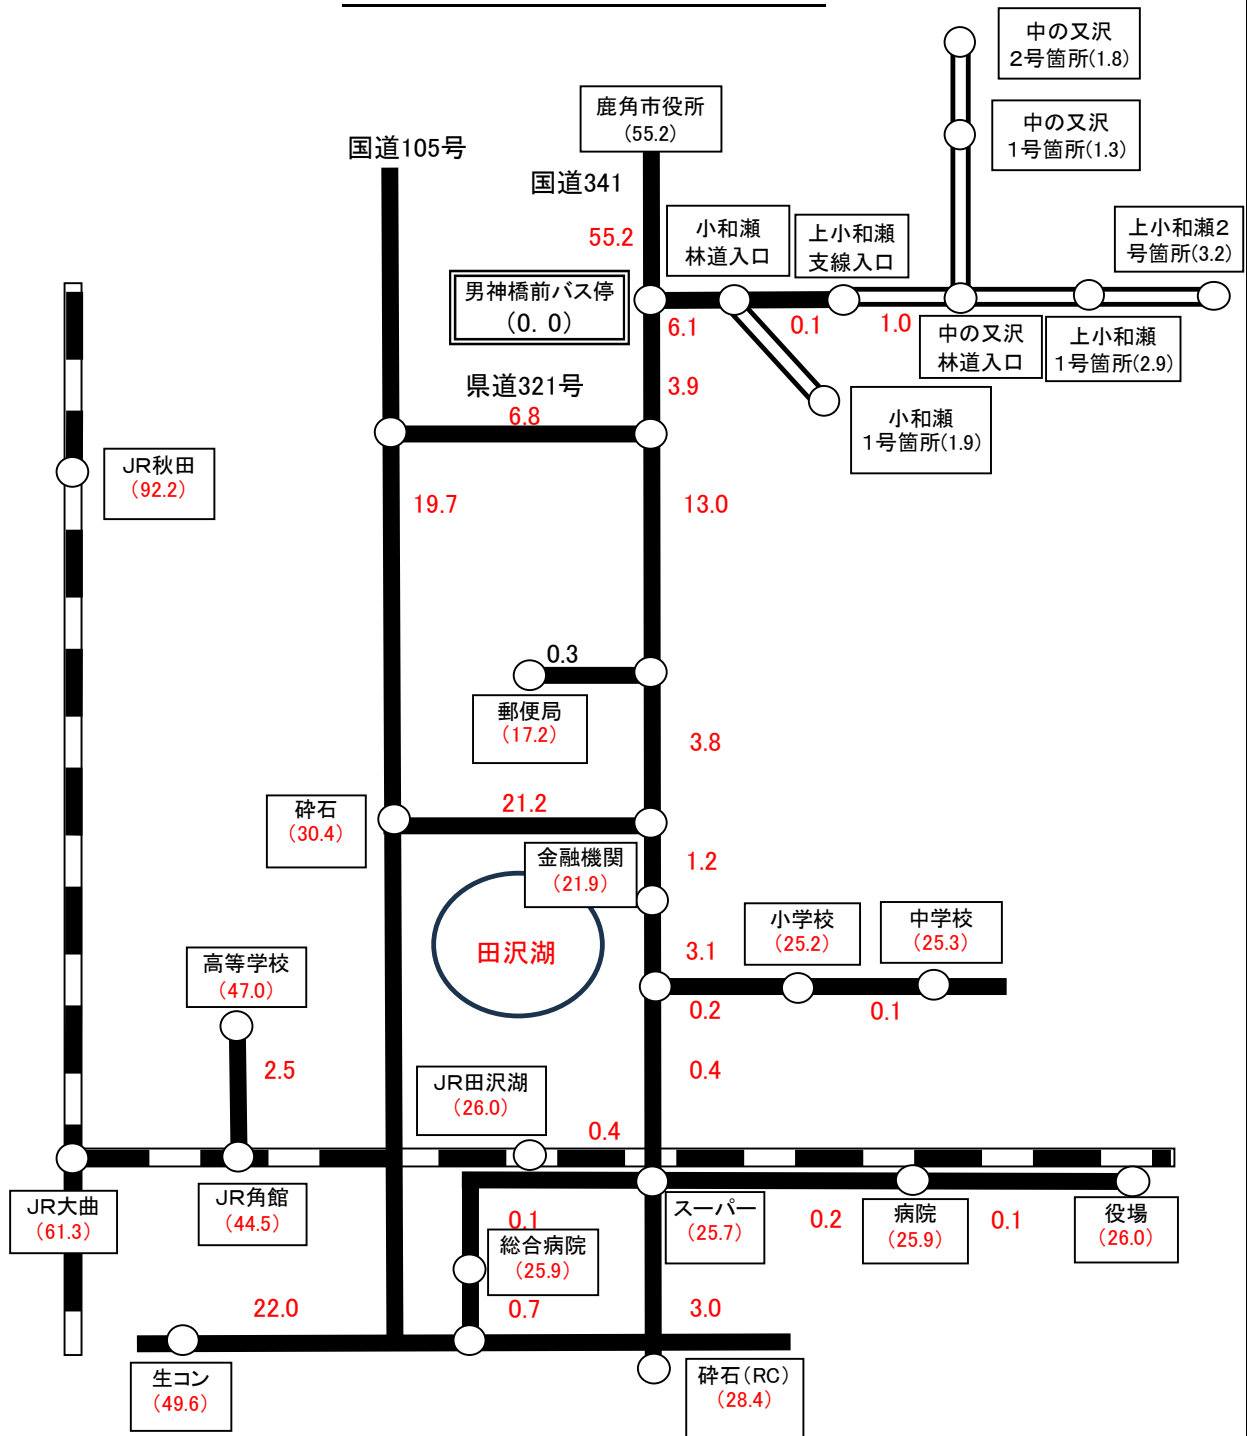 中の又沢
2号箇所(1.8)
鹿角市役所
(55.2)
中の又沢
1号箇所(1.3)
国道105号
国道341
55.2
小和瀬
林道入口
上小和瀬
支線入口
上小和瀬2
号箇所(3.2)
男神橋前バス停
(0.0)
6.1
0.1
1.0
中の又沢
林道入口
上小和瀬
1号箇所(2.9)
県道321号
6.8
3.9
小和瀬
1号箇所(1.9)
JR秋田
(92.2)
19.7
13.0
0.3
郵便局
(17.2)
3.8
砕石
(30.4)
21.2
金融機関
(21.9)
1.2
田沢湖
3.1
小学校
(25.2)
中学校
(25.3)
高等学校
(47.0)
0.2
0.1
2.5
JR田沢湖
(26.0)
0.4
0.4
JR大曲
(61.3)
JR角館
(44.5)
0.1
総合病院
(25.9)
スーパー
(25.7)
0.2
病院
(25.9)
0.1
役場
(26.0)
22.0
0.7
3.0
生コン
(49.6)
砕石(RC)
(28.4)